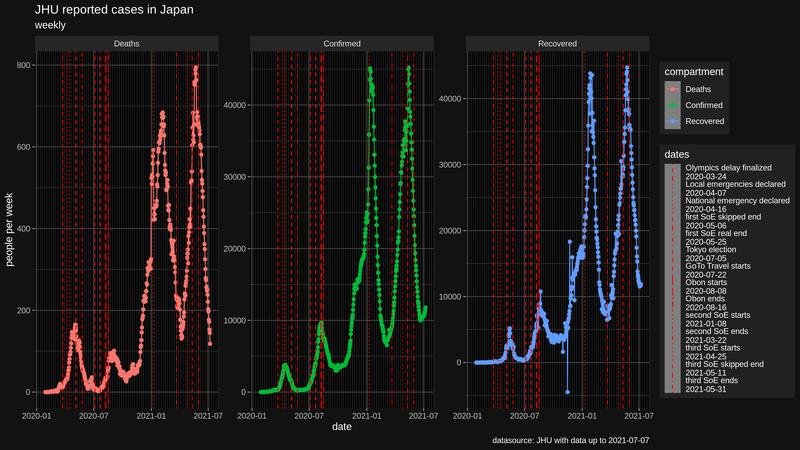 JHU reported cases in Japan
weekly
Deaths
Confirmed
Recovered
people per week
800
600
400
200
0
40000
30000
20000
10000
0
40000
30000
20000
10000
0
2020-01
2020-07
2021-01
2021-07
2020-01
2020-07
2021-01
2021-07
2020-01
2020-07
2021-01
2021-07
date
compartment
Deaths
Confirmed
Recovered
dates
Olympics delay finalized
2020-03-24
Local emergencies declared
2020-04-07
National emergency declared
2020-04-16
first SoE skipped end
2020-05-06
first SoE real end
2020-05-25
Tokyo election
2020-07-05
GoTo Travel starts
2020-07-22
Obon starts
2020-08-08
Obon ends
2020-08-16
second SoE starts
2021-01-08
second SoE ends
2021-03-22
third SoE starts
2021-04-25
third SoE skipped end
2021-05-11
third SoE ends
2021-05-31
datasource: JHU with data up to 2021-07-07